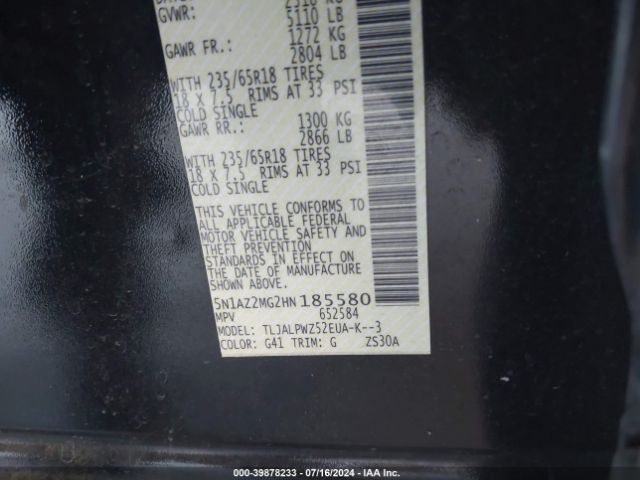 GVWR: 5110 LB
GAWR FR.: 1272 KG
2804 LB
WITH 235/65R18 TIRES
18 X 7.5 RIMS AT 33 PSI
COLD SINGLE
GAWR RR.: 1300 KG
2866 LB
WITH 235/65R18 TIRES
18 X 7.5 RIMS AT 33 PSI
COLD SINGLE
THIS VEHICLE CONFORMS TO
ALL APPLICABLE FEDERAL
MOTOR VEHICLE SAFETY AND
THEFT PREVENTION
STANDARDS IN EFFECT ON
THE DATE OF MANUFACTURE
SHOWN ABOVE.
5N1AZ2MG2HN185580
MPV 652584
MODEL: TLJALPWZ52EUA-K--3
COLOR: G41 TRIM: G ZS30A
000-39878233 - 07/16/2024 - IAA Inc.